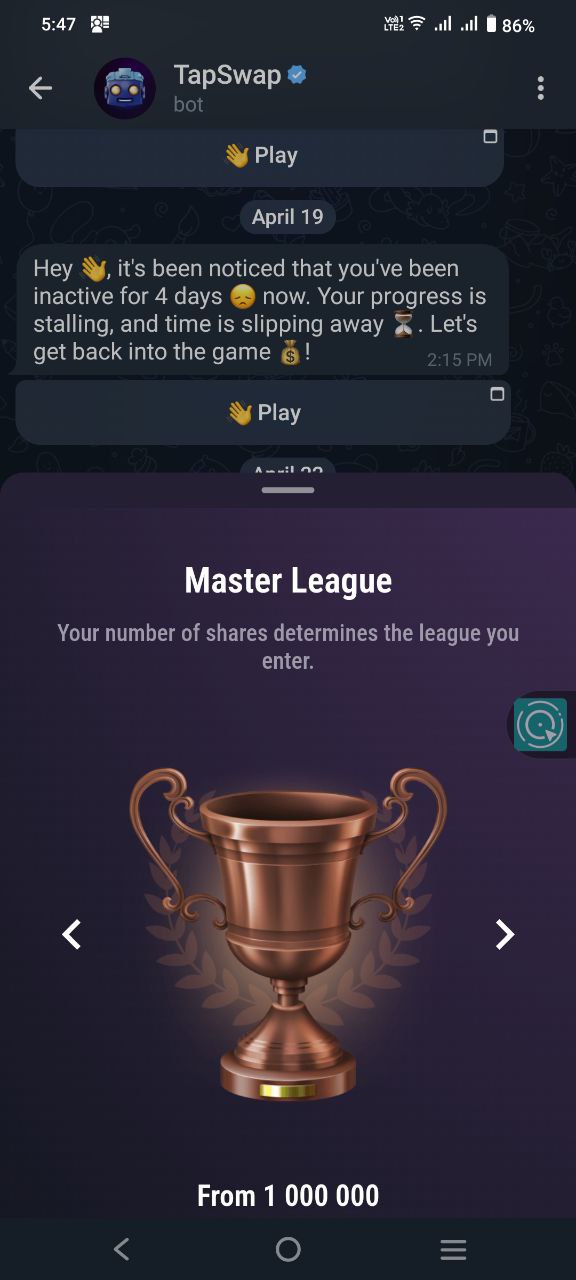 5:47
Vo))1
LTE2
86%
TapSwap
bot
👋 Play
April 19
Hey 👋, it's been noticed that you've been
inactive for 4 days 😞 now. Your progress is
stalling, and time is slipping away ⏳. Let's
get back into the game 💰!
2:15 PM
👋 Play
Master League
Your number of shares determines the league you
enter.
From 1 000 000